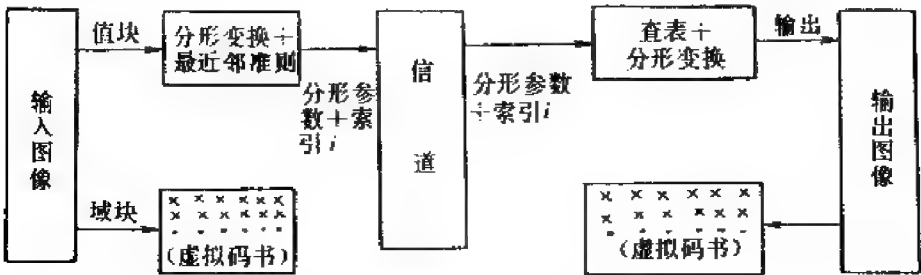 输入图像
值块
分形变换+
最近邻准则
分形参
数+索
引i
域块
(虚拟码书)
信道
分形参数
+索引i
查表+
分形变换
输出
(虚拟码书)
输出图像